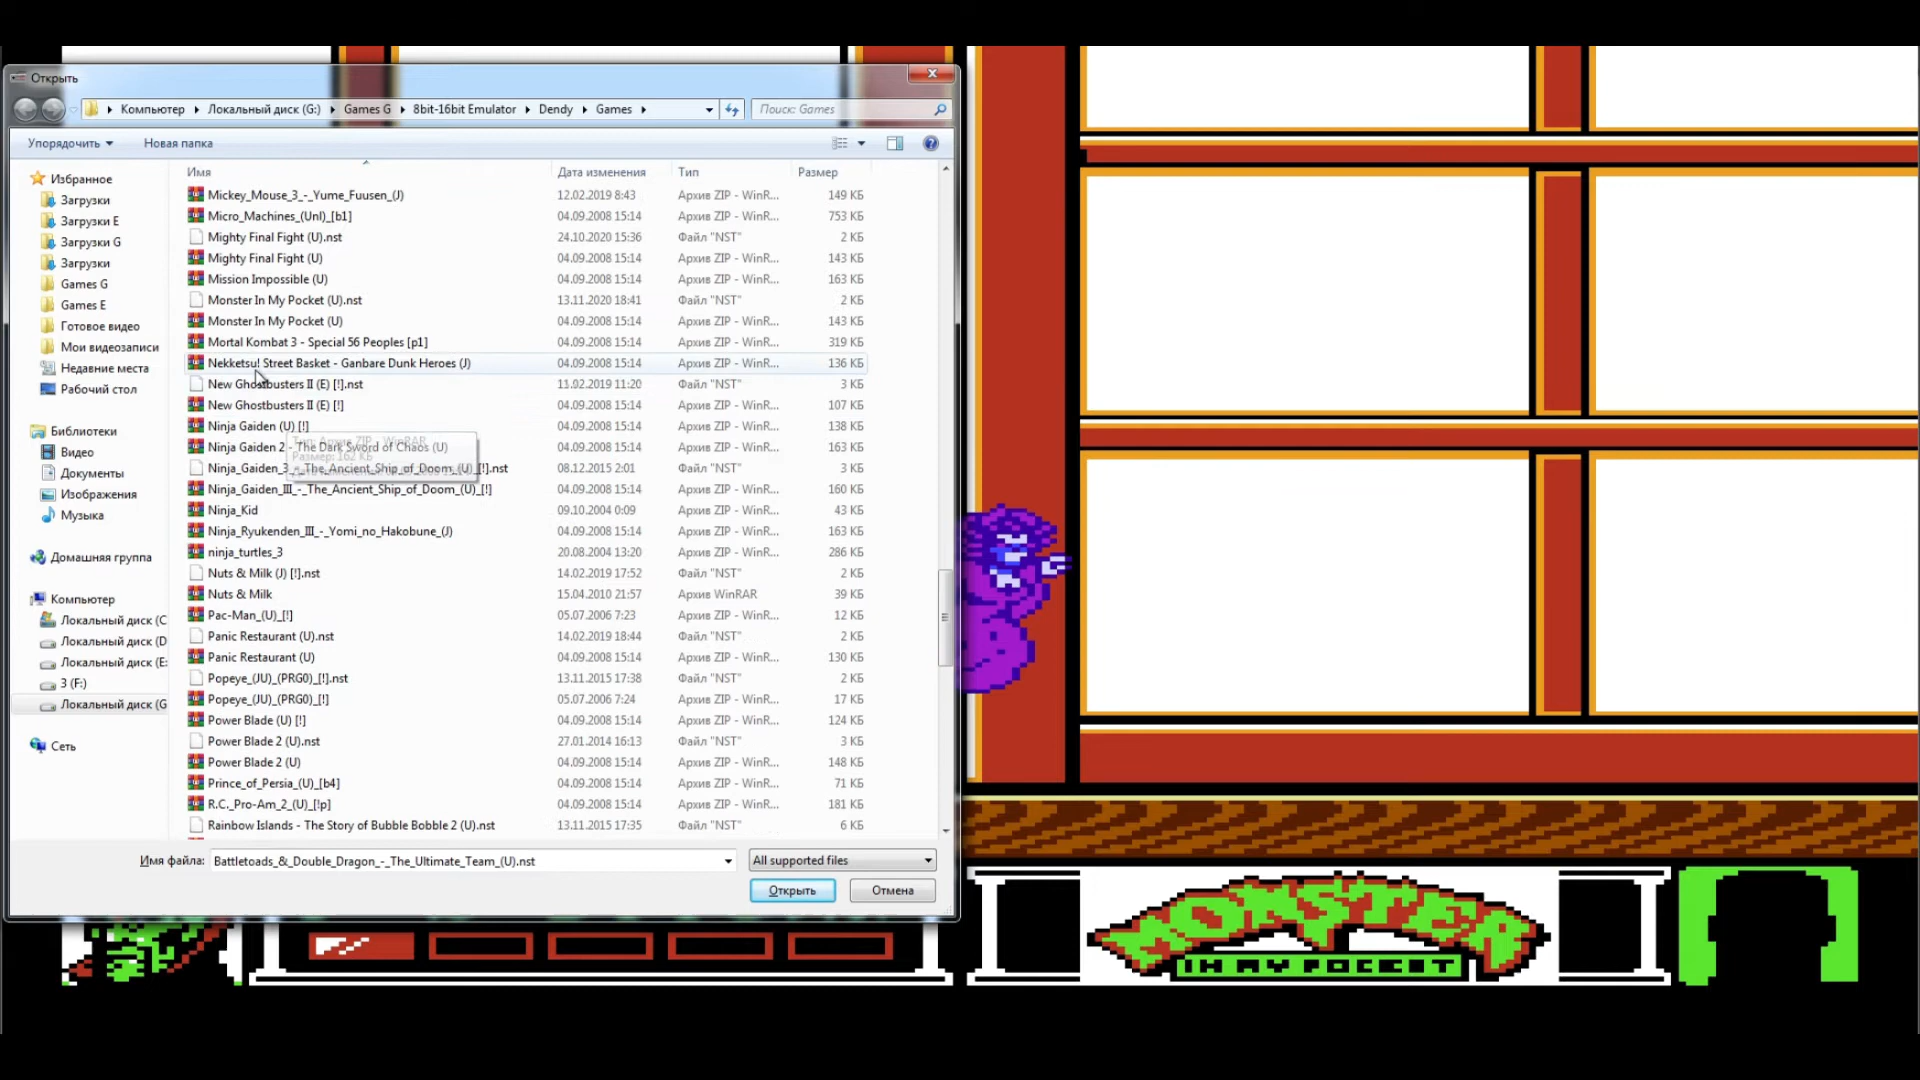 Открыть
Компьютер Локальный диск (G:) Games G 8bit-16bit Emulator Dendy Games Поиск: Games
Упорядочить Новая папка
Имя Дата изменения Тип Размер
Избранное
Загрузки
Загрузки E
Загрузки G
Загрузки
Games G
Games E
Готовое видео
Мои видеозаписи
Недавние места
Рабочий стол
Библиотеки
Видео
Документы
Изображения
Музыка
Домашняя группа
Компьютер
Локальный диск (C
Локальный диск (D
Локальный диск (E:
3 (F:)
Локальный диск (G
Сеть
Mickey_Mouse_3_-_Yume_Fuusen_(J) 12.02.2019 8:43 Архив ZIP - WinR... 149 КБ
Micro_Machines_(Unl)_[b1] 04.09.2008 15:14 Архив ZIP - WinR... 753 КБ
Mighty Final Fight (U).nst 24.10.2020 15:36 Файл "NST" 2 КБ
Mighty Final Fight (U) 04.09.2008 15:14 Архив ZIP - WinR... 143 КБ
Mission Impossible (U) 04.09.2008 15:14 Архив ZIP - WinR... 163 КБ
Monster In My Pocket (U).nst 13.11.2020 18:41 Файл "NST" 2 КБ
Monster In My Pocket (U) 04.09.2008 15:14 Архив ZIP - WinR... 143 КБ
Mortal Kombat 3 - Special 56 Peoples [p1] 04.09.2008 15:14 Архив ZIP - WinR... 319 КБ
Nekketsu! Street Basket - Ganbare Dunk Heroes (J) 04.09.2008 15:14 Архив ZIP - WinR... 136 КБ
New Ghostbusters II (E) [!].nst 11.02.2019 11:20 Файл "NST" 3 КБ
New Ghostbusters II (E) [!] 04.09.2008 15:14 Архив ZIP - WinR... 107 КБ
Ninja Gaiden (U) [!] 04.09.2008 15:14 Архив ZIP - WinR... 138 КБ
Тип: Архив ZIP - WinRAR
Ninja Gaiden 2 - The Dark Sword of Chaos (U) 04.09.2008 15:14 Архив ZIP - WinR... 163 КБ
Размер: 162 КБ
Ninja_Gaiden_3_-_The_Ancient_Ship_of_Doom_(U)_[!].nst 08.12.2015 2:01 Файл "NST" 3 КБ
Ninja_Gaiden_III_-_The_Ancient_Ship_of_Doom_(U)_[!] 04.09.2008 15:14 Архив ZIP - WinR... 160 КБ
Ninja_Kid 09.10.2004 0:09 Архив ZIP - WinR... 43 КБ
Ninja_Ryukenden_III_-_Yomi_no_Hakobune_(J) 04.09.2008 15:14 Архив ZIP - WinR... 163 КБ
ninja_turtles_3 20.08.2004 13:20 Архив ZIP - WinR... 286 КБ
Nuts & Milk (J) [!].nst 14.02.2019 17:52 Файл "NST" 2 КБ
Nuts & Milk 15.04.2010 21:57 Архив WinRAR 39 КБ
Pac-Man_(U)_[!] 05.07.2006 7:23 Архив ZIP - WinR... 12 КБ
Panic Restaurant (U).nst 14.02.2019 18:44 Файл "NST" 2 КБ
Panic Restaurant (U) 04.09.2008 15:14 Архив ZIP - WinR... 130 КБ
Popeye_(JU)_(PRG0)_[!].nst 13.11.2015 17:38 Файл "NST" 2 КБ
Popeye_(JU)_(PRG0)_[!] 05.07.2006 7:24 Архив ZIP - WinR... 17 КБ
Power Blade (U) [!] 04.09.2008 15:14 Архив ZIP - WinR... 124 КБ
Power Blade 2 (U).nst 27.01.2014 16:13 Файл "NST" 3 КБ
Power Blade 2 (U) 04.09.2008 15:14 Архив ZIP - WinR... 148 КБ
Prince_of_Persia_(U)_[b4] 04.09.2008 15:14 Архив ZIP - WinR... 71 КБ
R.C._Pro-Am_2_(U)_[!p] 04.09.2008 15:14 Архив ZIP - WinR... 181 КБ
Rainbow Islands - The Story of Bubble Bobble 2 (U).nst 13.11.2015 17:35 Файл "NST" 6 КБ
Имя файла: Battletoads_&_Double_Dragon_-_The_Ultimate_Team_(U).nst All supported files
Открыть Отмена
MONSTER
IN MY POCKET